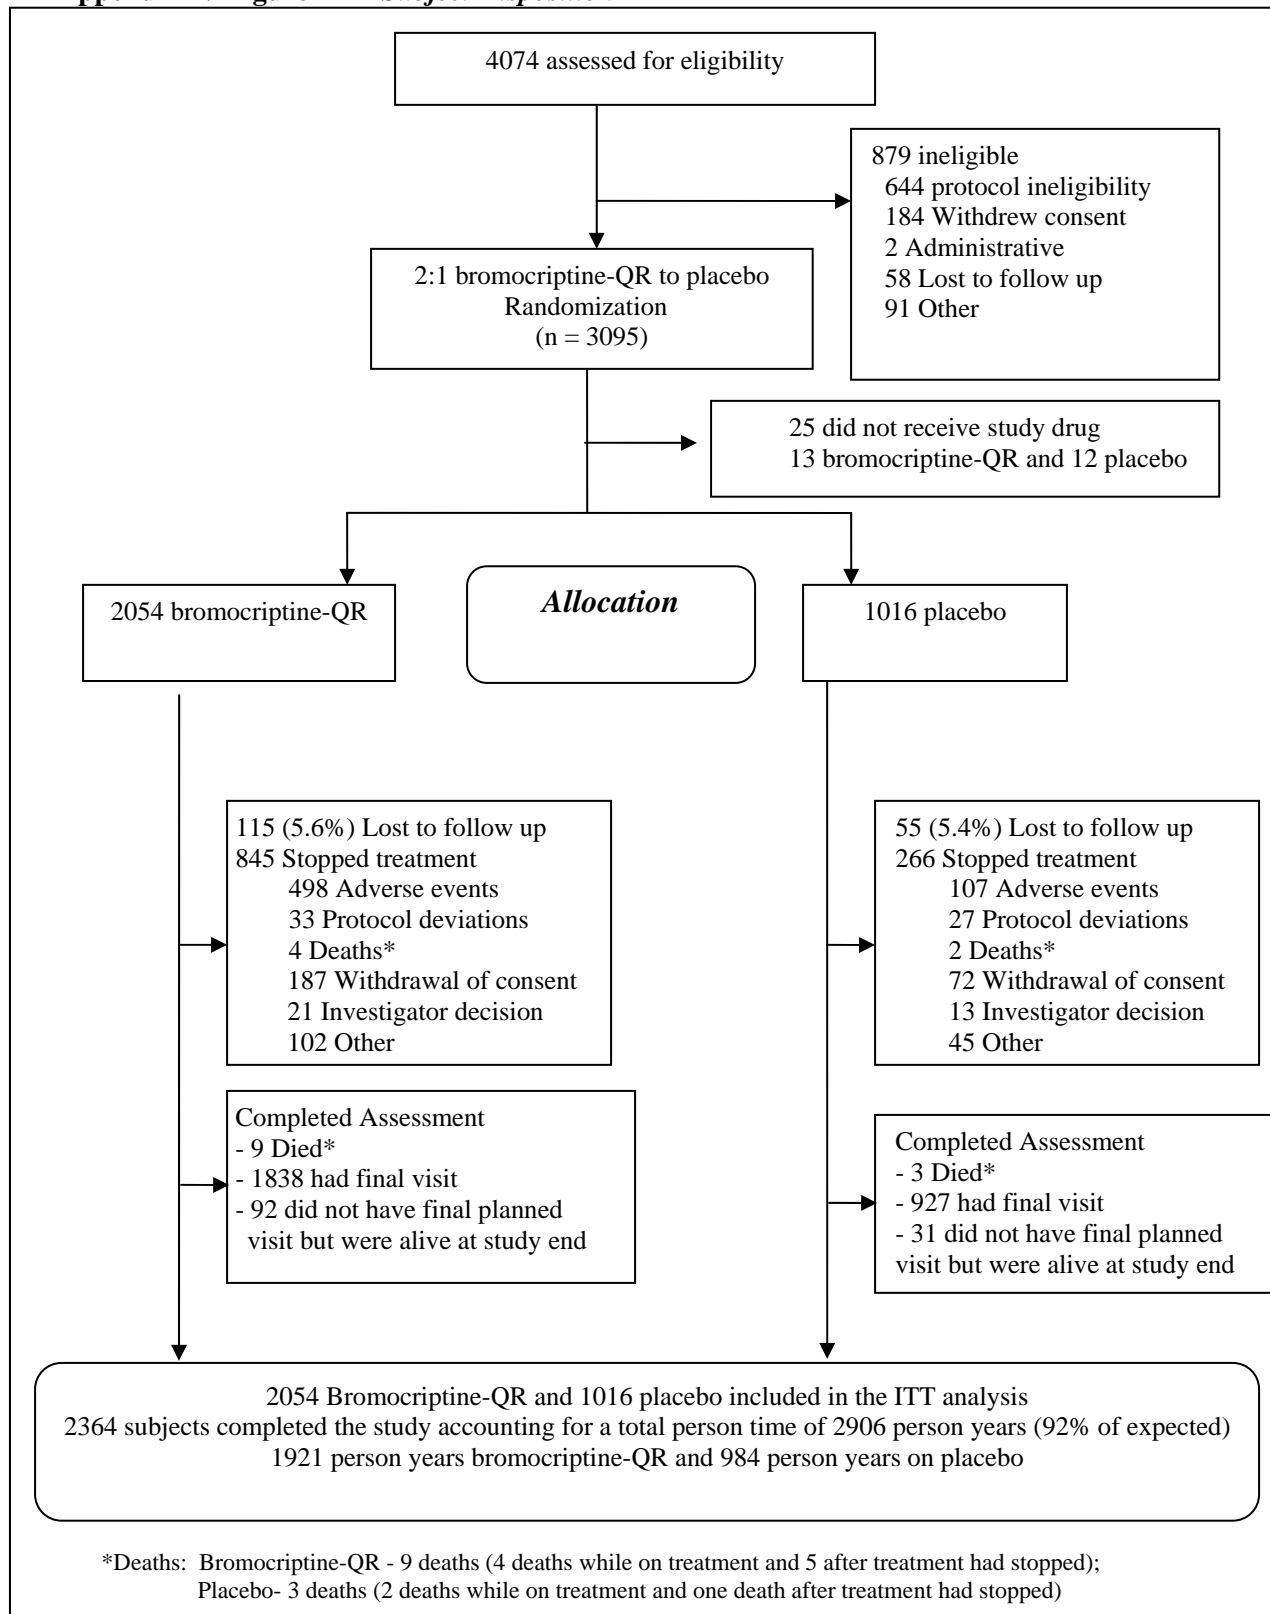 4074 assessed for eligibility
879 ineligible
644 protocol ineligibility
184 Withdrew consent
2 Administrative
58 Lost to follow up
91 Other
2:1 bromocriptine-QR to placebo
Randomization
(n = 3095)
25 did not receive study drug
13 bromocriptine-QR and 12 placebo
2054 bromocriptine-QR
Allocation
1016 placebo
115 (5.6%) Lost to follow up
845 Stopped treatment
498 Adverse events
33 Protocol deviations
4 Deaths*
187 Withdrawal of consent
21 Investigator decision
102 Other
55 (5.4%) Lost to follow up
266 Stopped treatment
107 Adverse events
27 Protocol deviations
2 Deaths*
72 Withdrawal of consent
13 Investigator decision
45 Other
Completed Assessment
- 9 Died*
- 1838 had final visit
- 92 did not have final planned
visit but were alive at study end
Completed Assessment
- 3 Died*
- 927 had final visit
- 31 did not have final planned
visit but were alive at study end
2054 Bromocriptine-QR and 1016 placebo included in the ITT analysis
2364 subjects completed the study accounting for a total person time of 2906 person years (92% of expected)
1921 person years bromocriptine-QR and 984 person years on placebo
*Deaths: Bromocriptine-QR - 9 deaths (4 deaths while on treatment and 5 after treatment had stopped);
Placebo- 3 deaths (2 deaths while on treatment and one death after treatment had stopped)